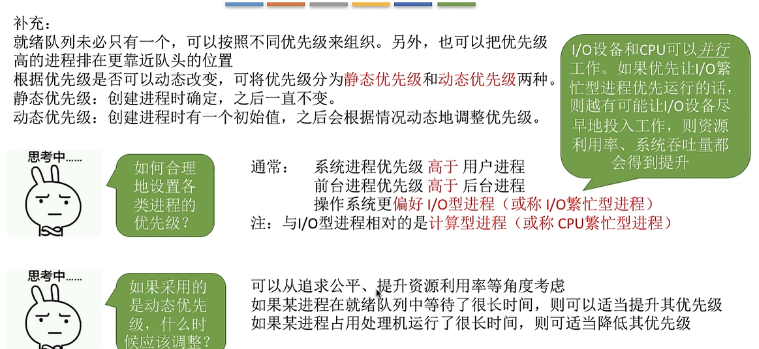 补充：
就绪队列未必只有一个，可以按照不同优先级来组织。另外，也可以把优先级
高的进程排在更靠近队头的位置
根据优先级是否可以动态改变，可将优先级分为静态优先级和动态优先级两种。
静态优先级：创建进程时确定，之后一直不变。
动态优先级：创建进程时有一个初始值，之后会根据情况动态地调整优先级。
I/O设备和CPU可以并行
工作。如果优先让I/O繁
忙型进程优先运行的话，
则越有可能让I/O设备尽
早地投入工作，则资源
利用率、系统吞吐量都
会得到提升
思考中……
如何合理
地设置各
类进程的
优先级？
通常： 系统进程优先级 高于 用户进程
前台进程优先级 高于 后台进程
操作系统更偏好 I/O型进程（或称 I/O繁忙型进程）
注：与I/O型进程相对的是计算型进程（或称 CPU繁忙型进程）
思考中……
如果采用的
是动态优先
级，什么时
候应该调整？
可以从追求公平、提升资源利用率等角度考虑
如果某进程在就绪队列中等待了很长时间，则可以适当提升其优先级
如果某进程占用处理机运行了很长时间，则可适当降低其优先级